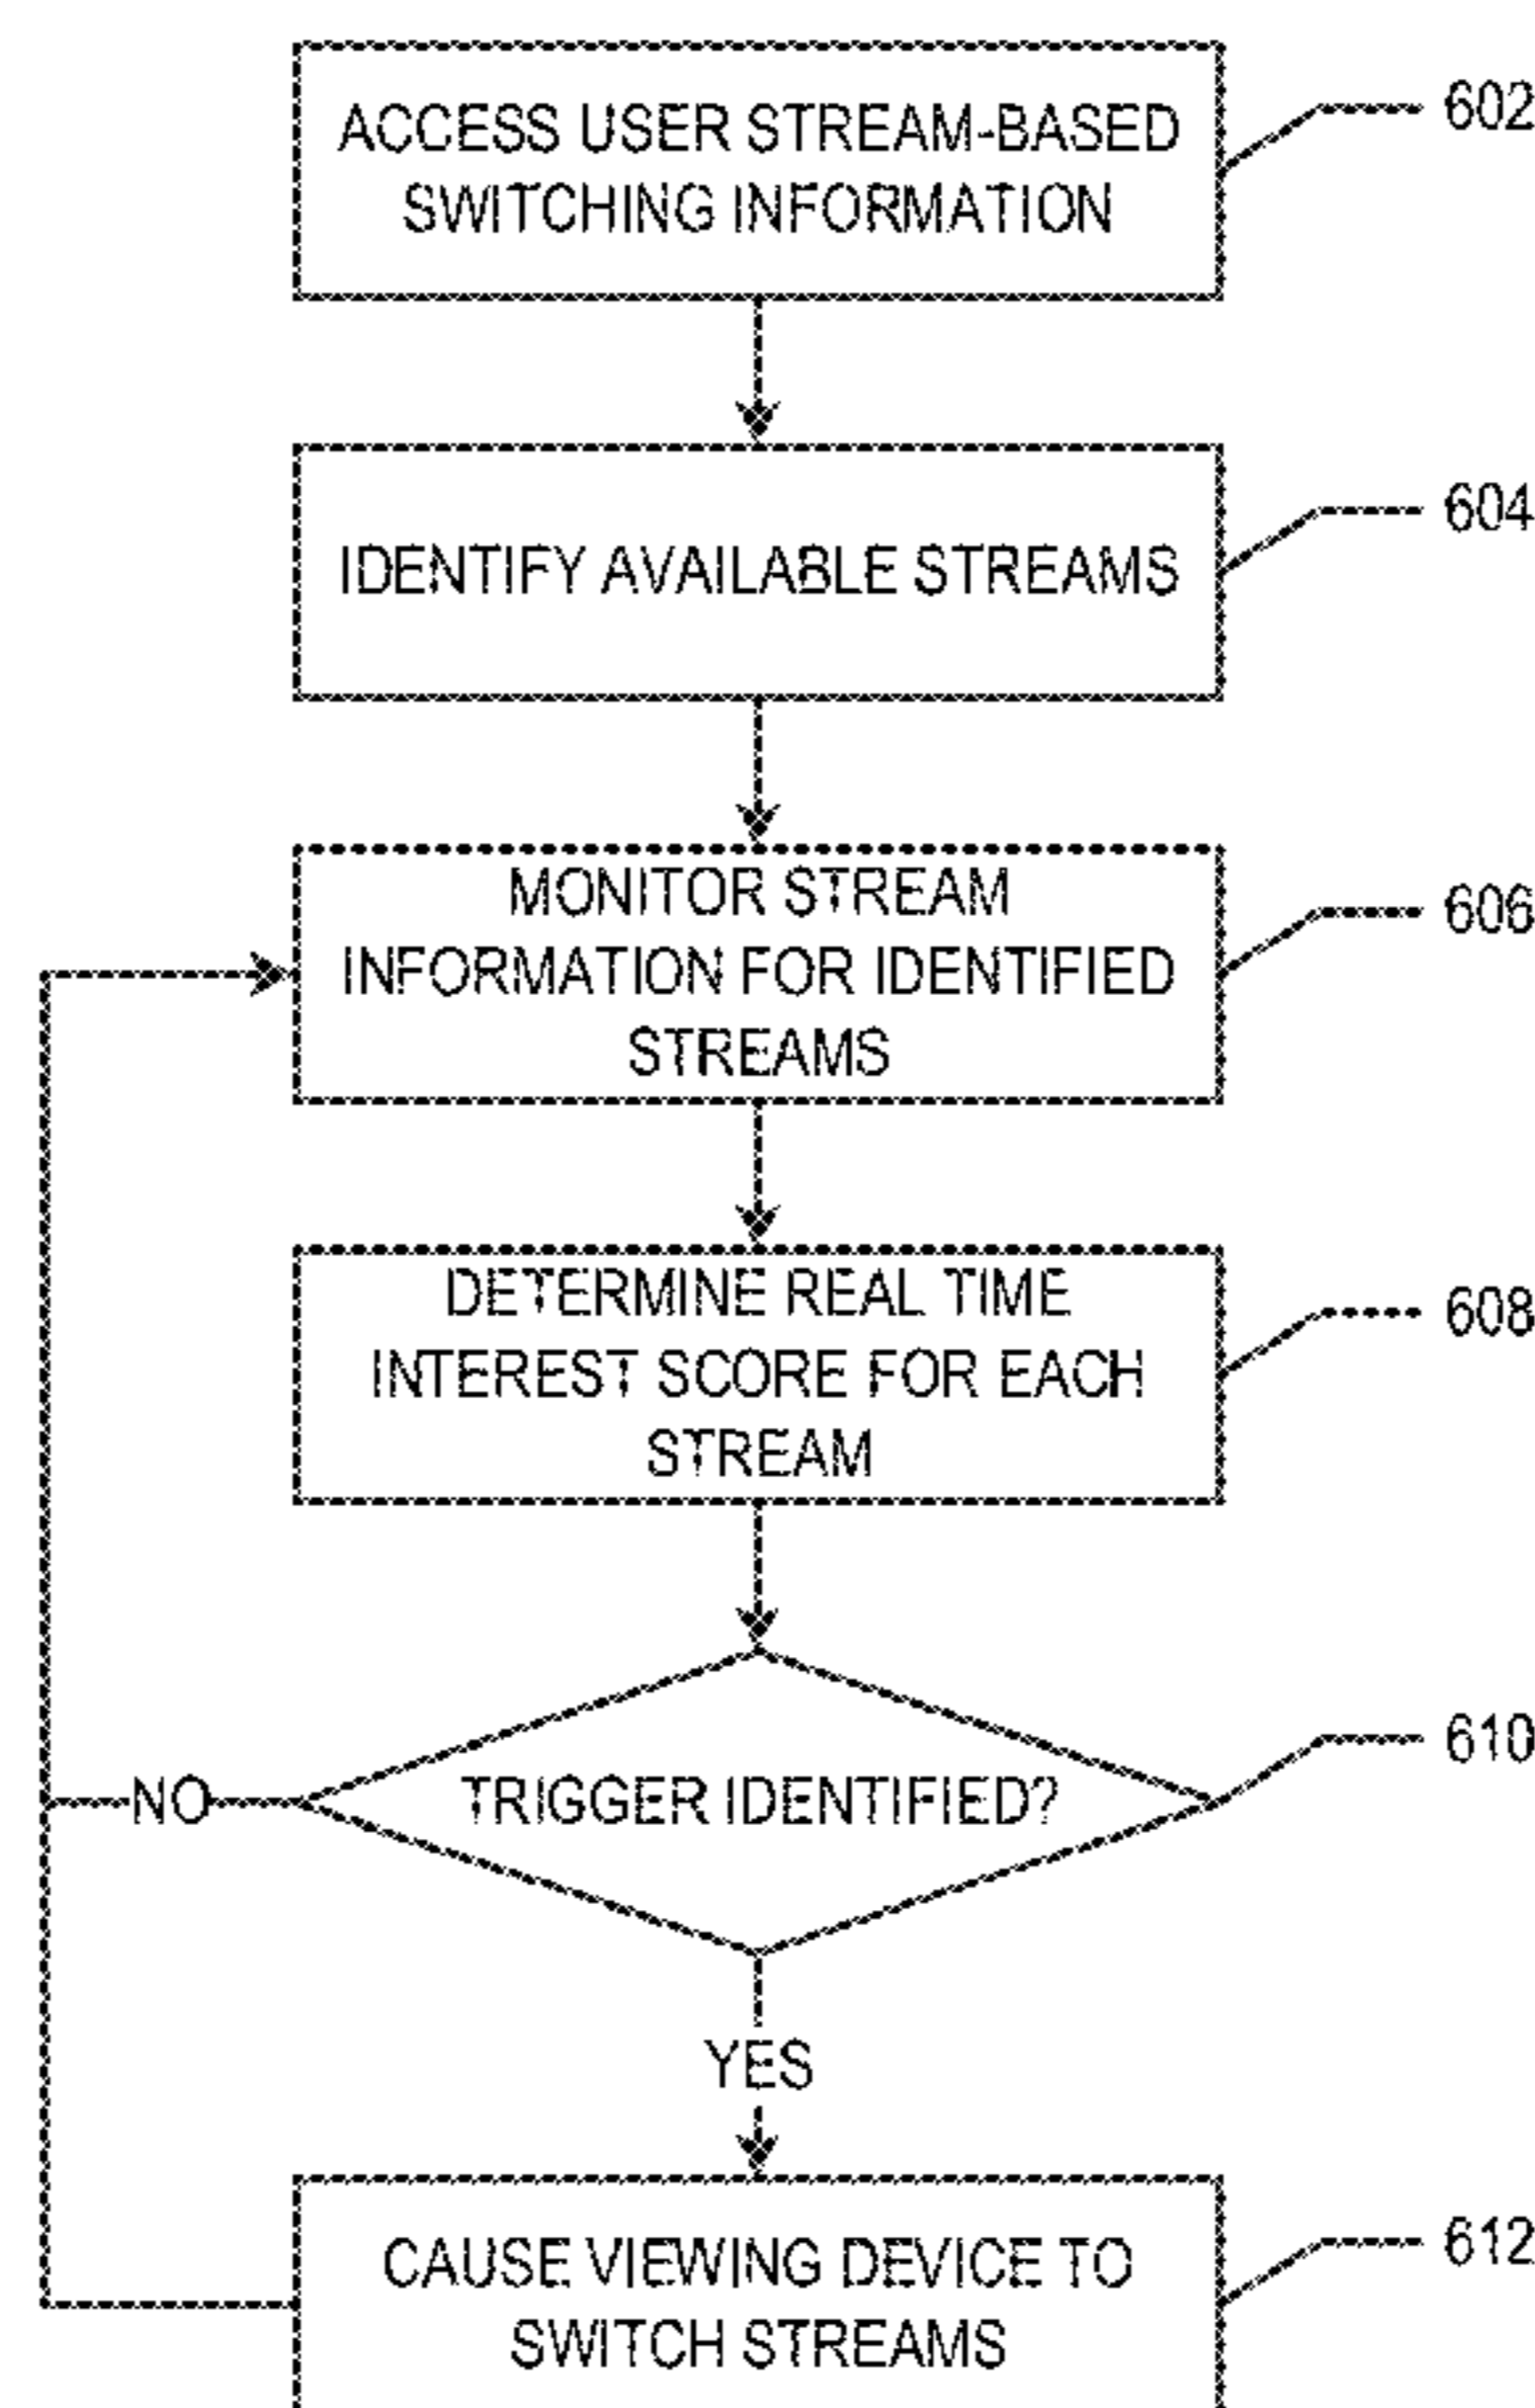 ACCESS USER STREAM-BASED
SWITCHING INFORMATION
602
IDENTIFY AVAILABLE STREAMS
604
MONITOR STREAM
INFORMATION FOR IDENTIFIED
STREAMS
606
DETERMINE REAL TIME
INTEREST SCORE FOR EACH
STREAM
608
TRIGGER IDENTIFIED?
610
NO
YES
CAUSE VIEWING DEVICE TO
SWITCH STREAMS
612